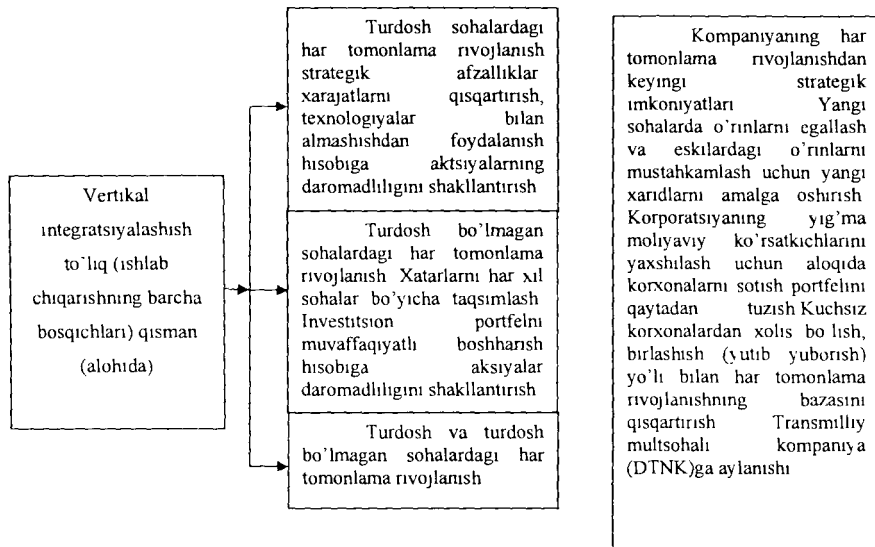 Vertikal
integratsiyalashish
to`liq (ishlab
chiqarishning barcha
bosqichlari) qisman
(alohida)
Turdosh sohalardagi
har tomonlama rivojlanish
strategik afzalliklar
xarajatlarni qisqartirish,
texnologiyalar bilan
almashishdan foydalanish
hisobiga aktsiyalarning
daromadliligini shakllantirish
Turdosh bo'lmagan
sohalardagi har tomonlama
rivojlanish Xatarlarni har xil
sohalar bo'yicha taqsimlash
Investitsion portfelni
muvaffaqiyatli boshharish
hisobiga aksiyalar
daromadliligini shakllantirish
Turdosh va turdosh
bo'lmagan sohalardagi har
tomonlama rivojlanish
Kompaniyaning har
tomonlama rivojlanishdan
keyingi strategik
imkoniyatlari Yangi
sohalarda o'rinlarni egallash
va eskilardagi o'rinlarni
mustahkamlash uchun yangi
xaridlarni amalga oshirish
Korporatsiyaning yig'ma
moliyaviy ko'rsatkichlarini
yaxshilash uchun aloqida
korxonalarni sotish portfelini
qaytadan tuzish Kuchsiz
korxonalardan xolis bo lish,
birlashish (yutib yuborish)
yo'li bilan har tomonlama
rivojlanishning bazasini
qisqartirish Transmilliy
multsohali kompaniya
(DTNK)ga aylanishi